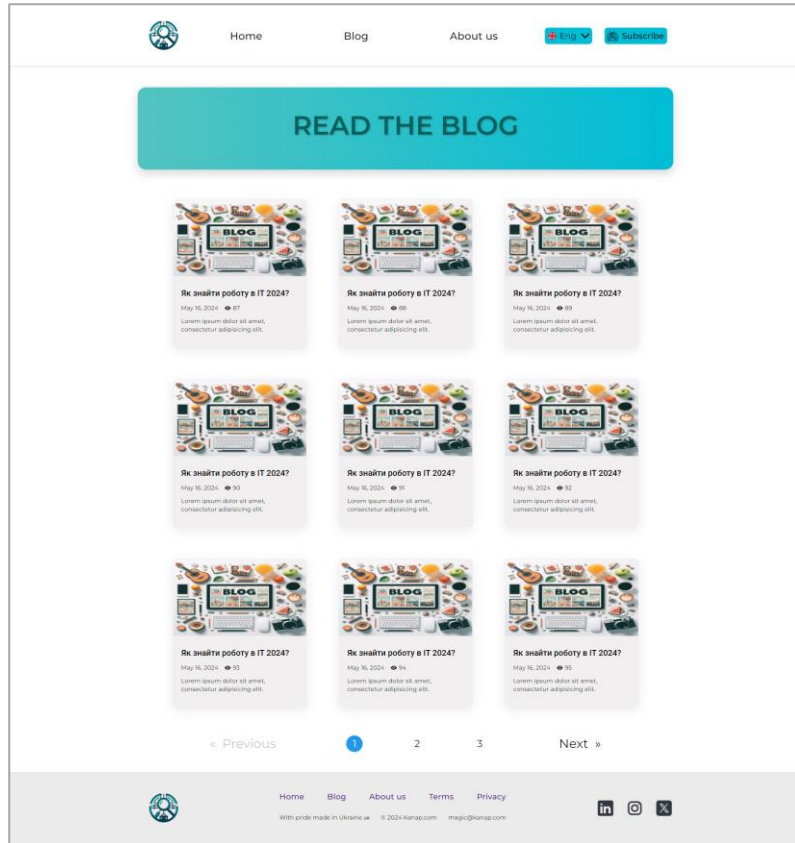 Home Blog About us Eng Subscribe
READ THE BLOG
BLOG BLOG BLOG
Як знайти роботу в IT 2024? Як знайти роботу в IT 2024? Як знайти роботу в IT 2024?
May 16, 2024 87 May 16, 2024 88 May 16, 2024 89
Lorem ipsum dolor sit amet, Lorem ipsum dolor sit amet, Lorem ipsum dolor sit amet,
consectetur adipisicing elit. consectetur adipisicing elit. consectetur adipisicing elit.
BLOG BLOG BLOG
Як знайти роботу в IT 2024? Як знайти роботу в IT 2024? Як знайти роботу в IT 2024?
May 16, 2024 90 May 16, 2024 91 May 16, 2024 92
Lorem ipsum dolor sit amet, Lorem ipsum dolor sit amet, Lorem ipsum dolor sit amet,
consectetur adipisicing elit. consectetur adipisicing elit. consectetur adipisicing elit.
BLOG BLOG BLOG
Як знайти роботу в IT 2024? Як знайти роботу в IT 2024? Як знайти роботу в IT 2024?
May 16, 2024 93 May 16, 2024 94 May 16, 2024 95
Lorem ipsum dolor sit amet, Lorem ipsum dolor sit amet, Lorem ipsum dolor sit amet,
consectetur adipisicing elit. consectetur adipisicing elit. consectetur adipisicing elit.
« Previous 1 2 3 Next »
Home Blog About us Terms Privacy
With pride made in Ukraine © 2024 Kanap.com magic@kanap.com